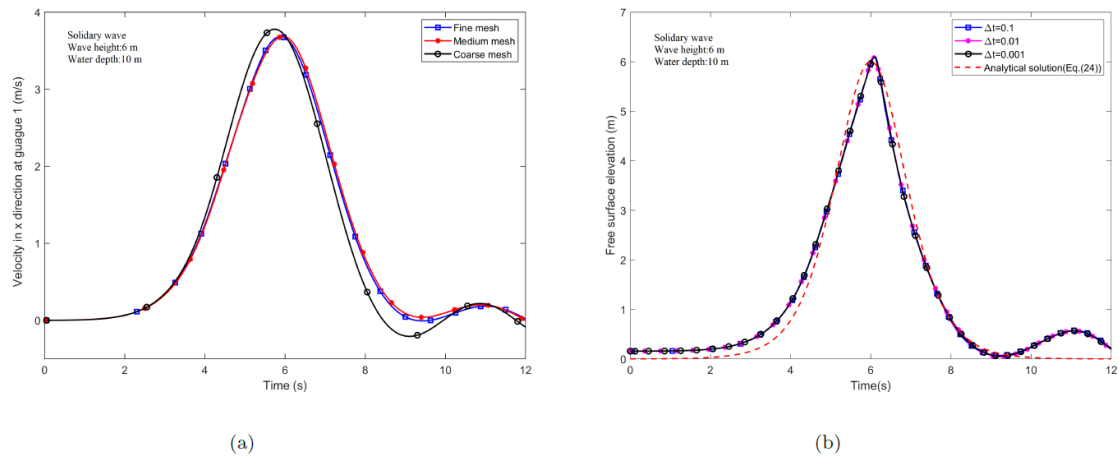 Solidary wave
Wave height:6 m
Water depth:10 m
Fine mesh
Medium mesh
Coarse mesh
Velocity in x direction at guague 1 (m/s)
4
3
2
1
0
0 2 4 6 8 10 12
Time (s)
(a)
Solidary wave
Wave height:6 m
Water depth:10 m
Δt=0.1
Δt=0.01
Δt=0.001
Analytical solution(Eq.(24))
Free surface elevation (m)
7
6
5
4
3
2
1
0
0 2 4 6 8 10 12
Time(s)
(b)